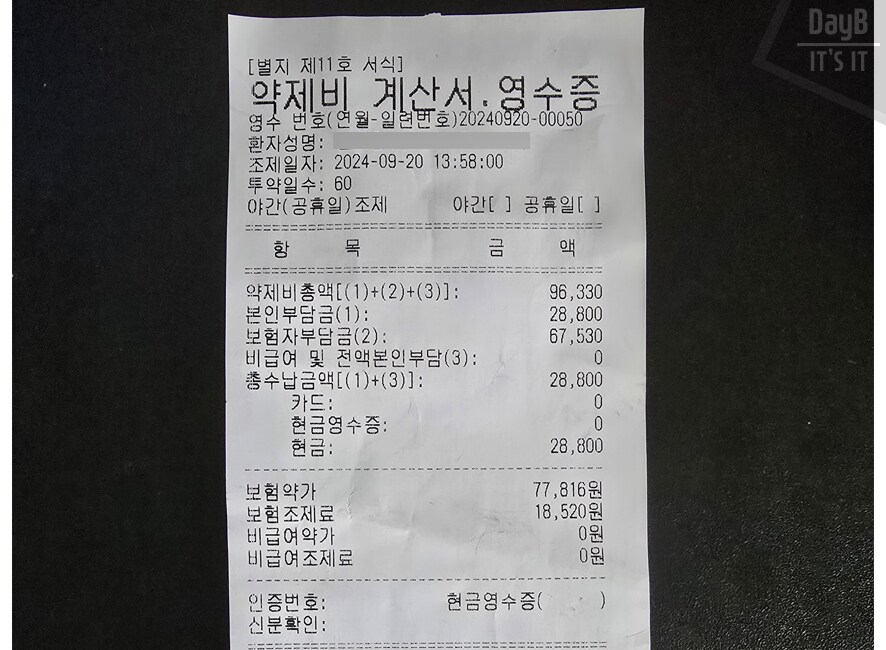 DayB
IT'S IT
[별지 제11호 서식]
약제비 계산서.영수증
영수 번호(연월-일련번호)20240920-00050
환자성명:
조제일자: 2024-09-20 13:58:00
투약일수: 60
야간(공휴일)조제 야간[ ] 공휴일[ ]
항 목 금 액
약제비총액[(1)+(2)+(3)]: 96,330
본인부담금(1): 28,800
보험자부담금(2): 67,530
비급여 및 전액본인부담(3): 0
총수납금액[(1)+(3)]: 28,800
카드: 0
현금영수증: 0
현금: 28,800
보험약가 77,816원
보험조제료 18,520원
비급여약가 0원
비급여조제료 0원
인증번호: 현금영수증( )
신분확인: